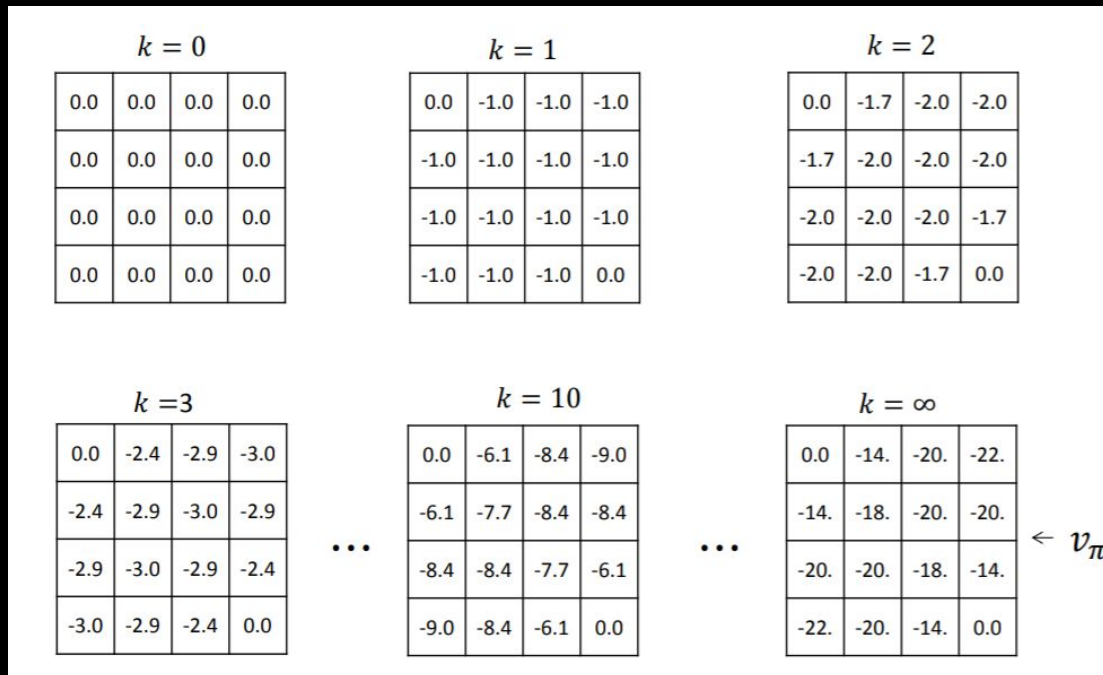 k = 0 k = 1 k = 2
0.0 0.0 0.0 0.0 0.0 -1.0 -1.0 -1.0 0.0 -1.7 -2.0 -2.0
0.0 0.0 0.0 0.0 -1.0 -1.0 -1.0 -1.0 -1.7 -2.0 -2.0 -2.0
0.0 0.0 0.0 0.0 -1.0 -1.0 -1.0 -1.0 -2.0 -2.0 -2.0 -1.7
0.0 0.0 0.0 0.0 -1.0 -1.0 -1.0 0.0 -2.0 -2.0 -1.7 0.0
k =3 k = 10 k = ∞
0.0 -2.4 -2.9 -3.0 0.0 -6.1 -8.4 -9.0 0.0 -14. -20. -22.
-2.4 -2.9 -3.0 -2.9 -6.1 -7.7 -8.4 -8.4 -14. -18. -20. -20.
... ... ← vπ
-2.9 -3.0 -2.9 -2.4 -8.4 -8.4 -7.7 -6.1 -20. -20. -18. -14.
-3.0 -2.9 -2.4 0.0 -9.0 -8.4 -6.1 0.0 -22. -20. -14. 0.0